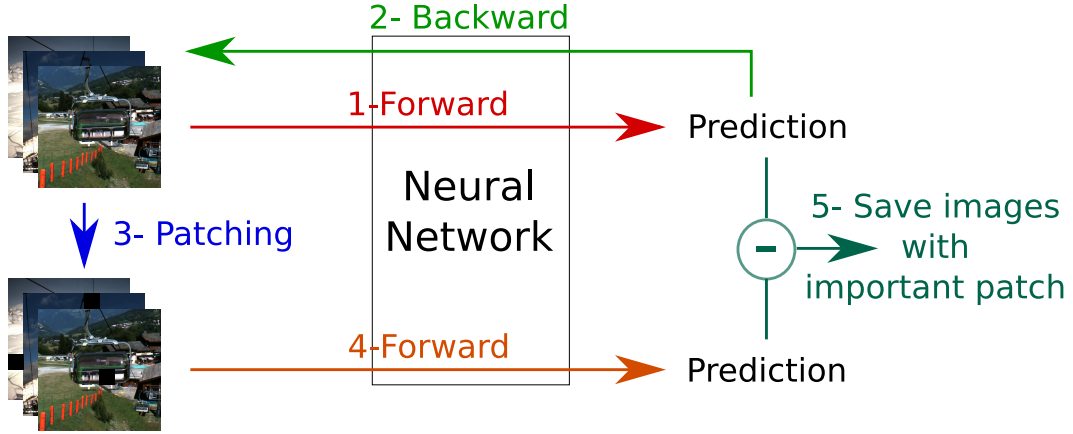 2- Backward
1-Forward
Prediction
Neural
Network
3- Patching
5- Save images
with
important patch
4-Forward
Prediction